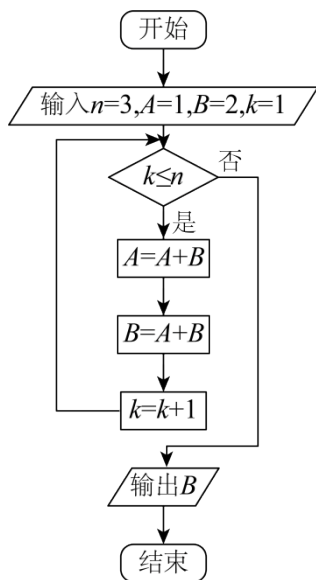 开始
输入n=3,A=1,B=2,k=1
k≤n
否
是
A=A+B
B=A+B
k=k+1
输出B
结束